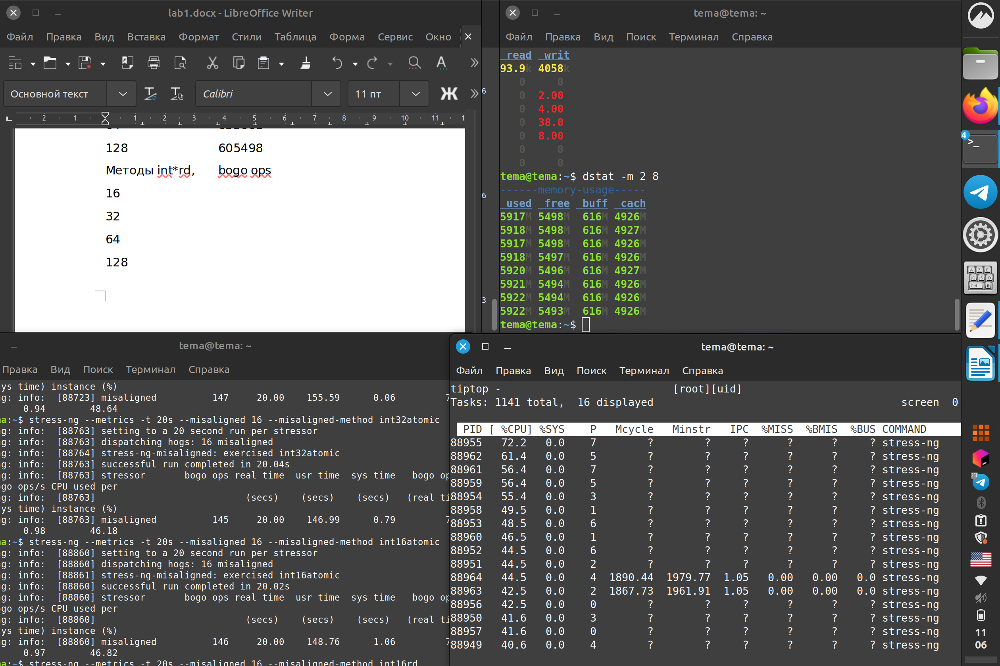 lab1.docx - LibreOffice Writer
Файл Правка Вид Вставка Формат Стили Таблица Форма Сервис Окно
Основной текст Calibri 11 пт Ж
2 1 1 2 3 4 5 6 7 8 9 10 11 1
128 605498
Методы int*rd, bogo ops
16
32
64
128
6
6
3
tema@tema: ~
Файл Правка Вид Поиск Терминал Справка
read writ
93.9k 4058k
0 0
0 2.00
0 4.00
0 38.0
0 8.00
0 0
0 0
tema@tema:~$ dstat -m 2 8
------memory-usage-----
used free buff cach
5917M 5498M 616M 4926M
5918M 5498M 616M 4927M
5917M 5498M 616M 4926M
5918M 5497M 616M 4926M
5920M 5496M 616M 4927M
5921M 5494M 616M 4926M
5922M 5494M 616M 4926M
5922M 5493M 616M 4926M
tema@tema:~$
tema@tema: ~
Правка Вид Поиск Терминал Справка
ys time) instance (%)
g: info: [88723] misaligned 147 20.00 155.59 0.06 7
0.94 48.64
ma:~$ stress-ng --metrics -t 20s --misaligned 16 --misaligned-method int32atomic
g: info: [88763] setting to a 20 second run per stressor
g: info: [88763] dispatching hogs: 16 misaligned
g: info: [88764] stress-ng-misaligned: exercised int32atomic
g: info: [88763] successful run completed in 20.04s
g: info: [88763] stressor bogo ops real time usr time sys time bogo op
ogo ops/s CPU used per
g: info: [88763] (secs) (secs) (secs) (real ti
ys time) instance (%)
g: info: [88763] misaligned 145 20.00 146.99 0.79 7
0.98 46.18
ma:~$ stress-ng --metrics -t 20s --misaligned 16 --misaligned-method int16atomic
g: info: [88860] setting to a 20 second run per stressor
g: info: [88860] dispatching hogs: 16 misaligned
g: info: [88861] stress-ng-misaligned: exercised int16atomic
g: info: [88860] successful run completed in 20.02s
g: info: [88860] stressor bogo ops real time usr time sys time bogo op
ogo ops/s CPU used per
g: info: [88860] (secs) (secs) (secs) (real ti
ys time) instance (%)
g: info: [88860] misaligned 146 20.00 148.76 1.06 7
0.97 46.82
ma:~$ stress-ng --metrics -t 20s --misaligned 16 --misaligned-method int16rd
tema@tema: ~
Файл Правка Вид Поиск Терминал Справка
tiptop - [root][uid]
Tasks: 1141 total, 16 displayed screen 0:
PID [ %CPU] %SYS P Mcycle Minstr IPC %MISS %BMIS %BUS COMMAND
88955 72.2 0.0 7 ? ? ? ? ? ? stress-ng
88962 61.4 0.0 5 ? ? ? ? ? ? stress-ng
88961 56.4 0.0 7 ? ? ? ? ? ? stress-ng
88959 56.4 0.0 5 ? ? ? ? ? ? stress-ng
88954 55.4 0.0 3 ? ? ? ? ? ? stress-ng
88958 49.5 0.0 1 ? ? ? ? ? ? stress-ng
88953 48.5 0.0 6 ? ? ? ? ? ? stress-ng
88960 46.5 0.0 1 ? ? ? ? ? ? stress-ng
88952 44.5 0.0 6 ? ? ? ? ? ? stress-ng
88951 44.5 0.0 2 ? ? ? ? ? ? stress-ng
88964 44.5 0.0 4 1890.44 1979.77 1.05 0.00 0.00 0.0 stress-ng
88963 42.5 0.0 2 1867.73 1961.91 1.05 0.00 0.00 0.0 stress-ng
88956 42.5 0.0 0 ? ? ? ? ? ? stress-ng
88950 41.6 0.0 3 ? ? ? ? ? ? stress-ng
88957 41.6 0.0 0 ? ? ? ? ? ? stress-ng
88949 40.6 0.0 4 ? ? ? ? ? ? stress-ng
4
A Z E
Q S D
Ctrl
23
11
06